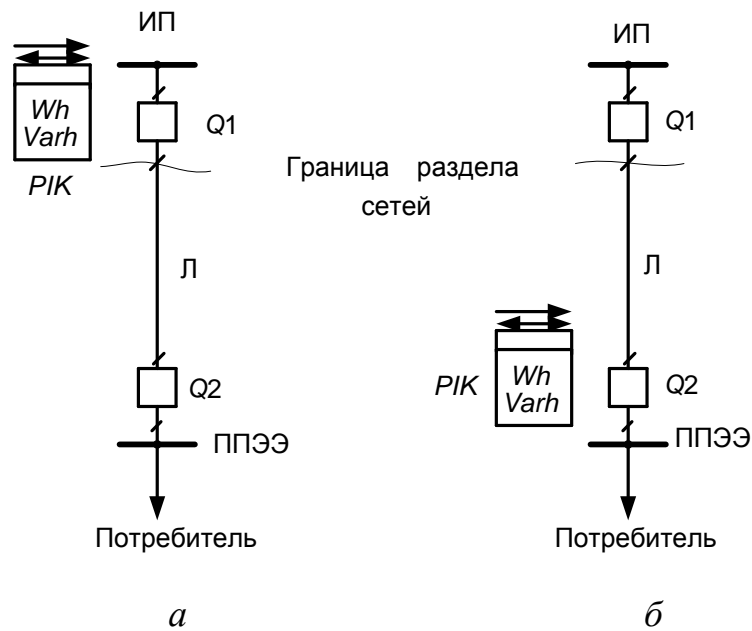 ИП
Wh
Varh
PIK
Q1
Л
Q2
ППЭЭ
Потребитель
а
Граница раздела
сетей
ИП
Q1
Л
PIK
Wh
Varh
Q2
ППЭЭ
Потребитель
б